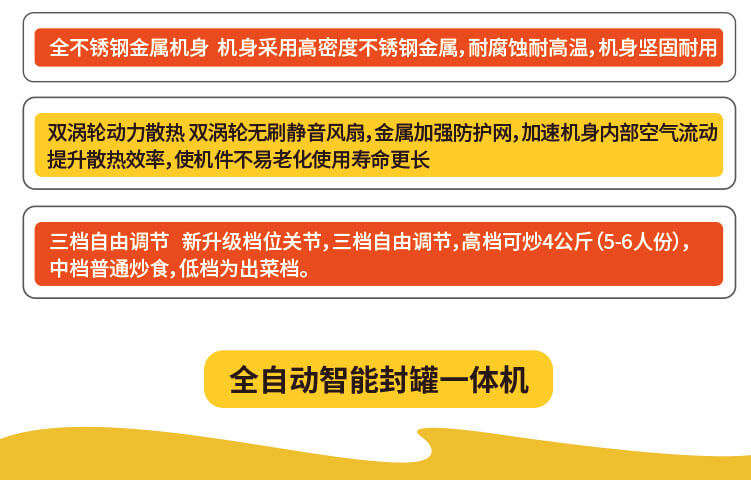 全不锈钢金属机身 机身采用高密度不锈钢金属，耐腐蚀耐高温，机身坚固耐用
双涡轮动力散热 双涡轮无刷静音风扇，金属加强防护网，加速机身内部空气流动
提升散热效率，使机件不易老化使用寿命更长
三档自由调节 新升级档位关节，三档自由调节，高档可炒4公斤（5-6人份），
中档普通炒食，低档为出菜档。
全自动智能封罐一体机